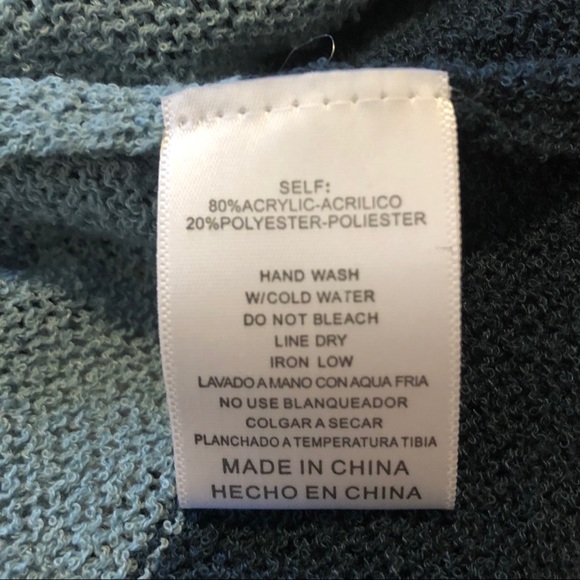 SELF:
80%ACRYLIC-ACRILICO
20%POLYESTER-POLIESTER
HAND WASH
W/COLD WATER
DO NOT BLEACH
LINE DRY
IRON LOW
LAVADO A MANO CON AQUA FRIA
NO USE BLANQUEADOR
COLGAR A SECAR
PLANCHADO A TEMPERATURA TIBIA
MADE IN CHINA
HECHO EN CHINA